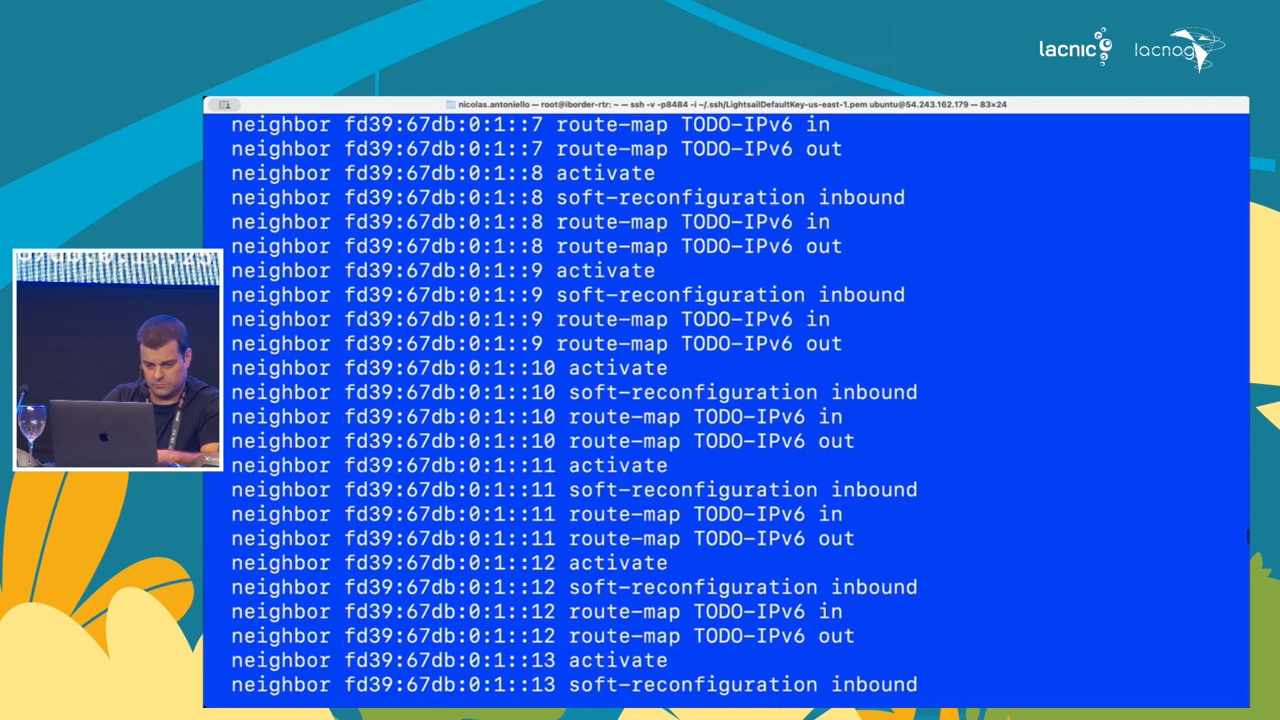 lacnic
lacnog
nicolas.antoniello — root@iborder-rtr: ~ — ssh -v -p8484 -i ~/.ssh/LightsailDefaultKey-us-east-1.pem ubuntu@54.243.162.179 — 83×24
neighbor fd39:67db:0:1::7 route-map TODO-IPv6 in
neighbor fd39:67db:0:1::7 route-map TODO-IPv6 out
neighbor fd39:67db:0:1::8 activate
neighbor fd39:67db:0:1::8 soft-reconfiguration inbound
neighbor fd39:67db:0:1::8 route-map TODO-IPv6 in
neighbor fd39:67db:0:1::8 route-map TODO-IPv6 out
neighbor fd39:67db:0:1::9 activate
neighbor fd39:67db:0:1::9 soft-reconfiguration inbound
neighbor fd39:67db:0:1::9 route-map TODO-IPv6 in
neighbor fd39:67db:0:1::9 route-map TODO-IPv6 out
neighbor fd39:67db:0:1::10 activate
neighbor fd39:67db:0:1::10 soft-reconfiguration inbound
neighbor fd39:67db:0:1::10 route-map TODO-IPv6 in
neighbor fd39:67db:0:1::10 route-map TODO-IPv6 out
neighbor fd39:67db:0:1::11 activate
neighbor fd39:67db:0:1::11 soft-reconfiguration inbound
neighbor fd39:67db:0:1::11 route-map TODO-IPv6 in
neighbor fd39:67db:0:1::11 route-map TODO-IPv6 out
neighbor fd39:67db:0:1::12 activate
neighbor fd39:67db:0:1::12 soft-reconfiguration inbound
neighbor fd39:67db:0:1::12 route-map TODO-IPv6 in
neighbor fd39:67db:0:1::12 route-map TODO-IPv6 out
neighbor fd39:67db:0:1::13 activate
neighbor fd39:67db:0:1::13 soft-reconfiguration inbound